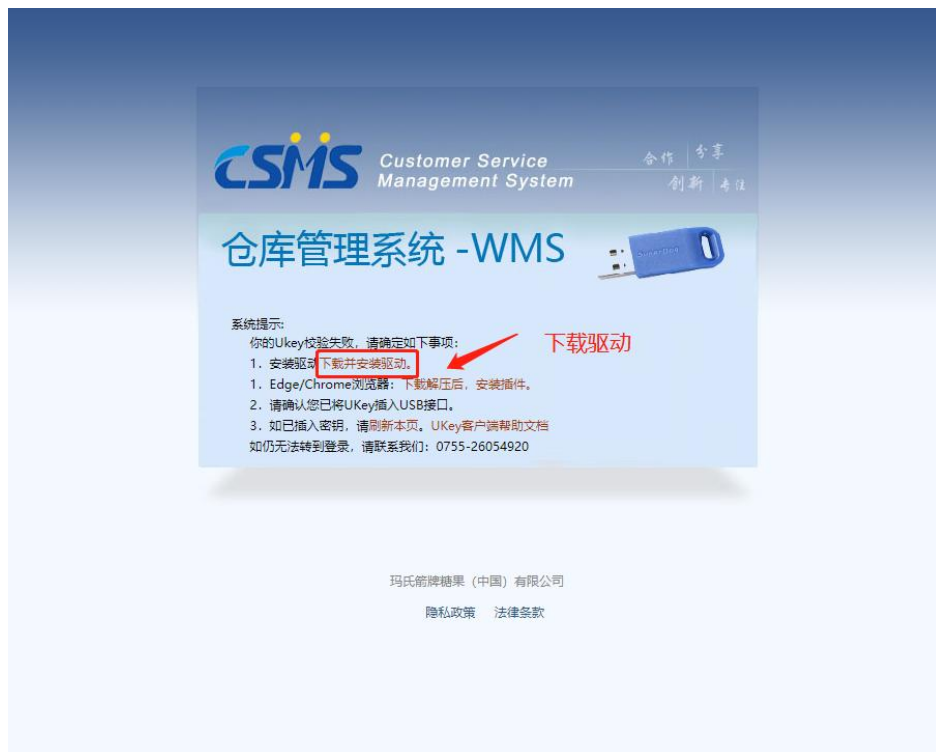 CSMS
Customer Service
Management System
合作 分享
创新 专注
仓库管理系统 -WMS
系统提示:
你的Ukey校验失败，请确定如下事项:
下载驱动
1. 安装驱动下载并安装驱动。
1. Edge/Chrome浏览器: 下载解压后，安装插件。
2. 请确认您已将UKey插入USB接口。
3. 如已插入密钥，请刷新本页。UKey客户端帮助文档
如仍无法转到登录，请联系我们: 0755-26054920
玛氏箭牌糖果（中国）有限公司
隐私政策 法律条款